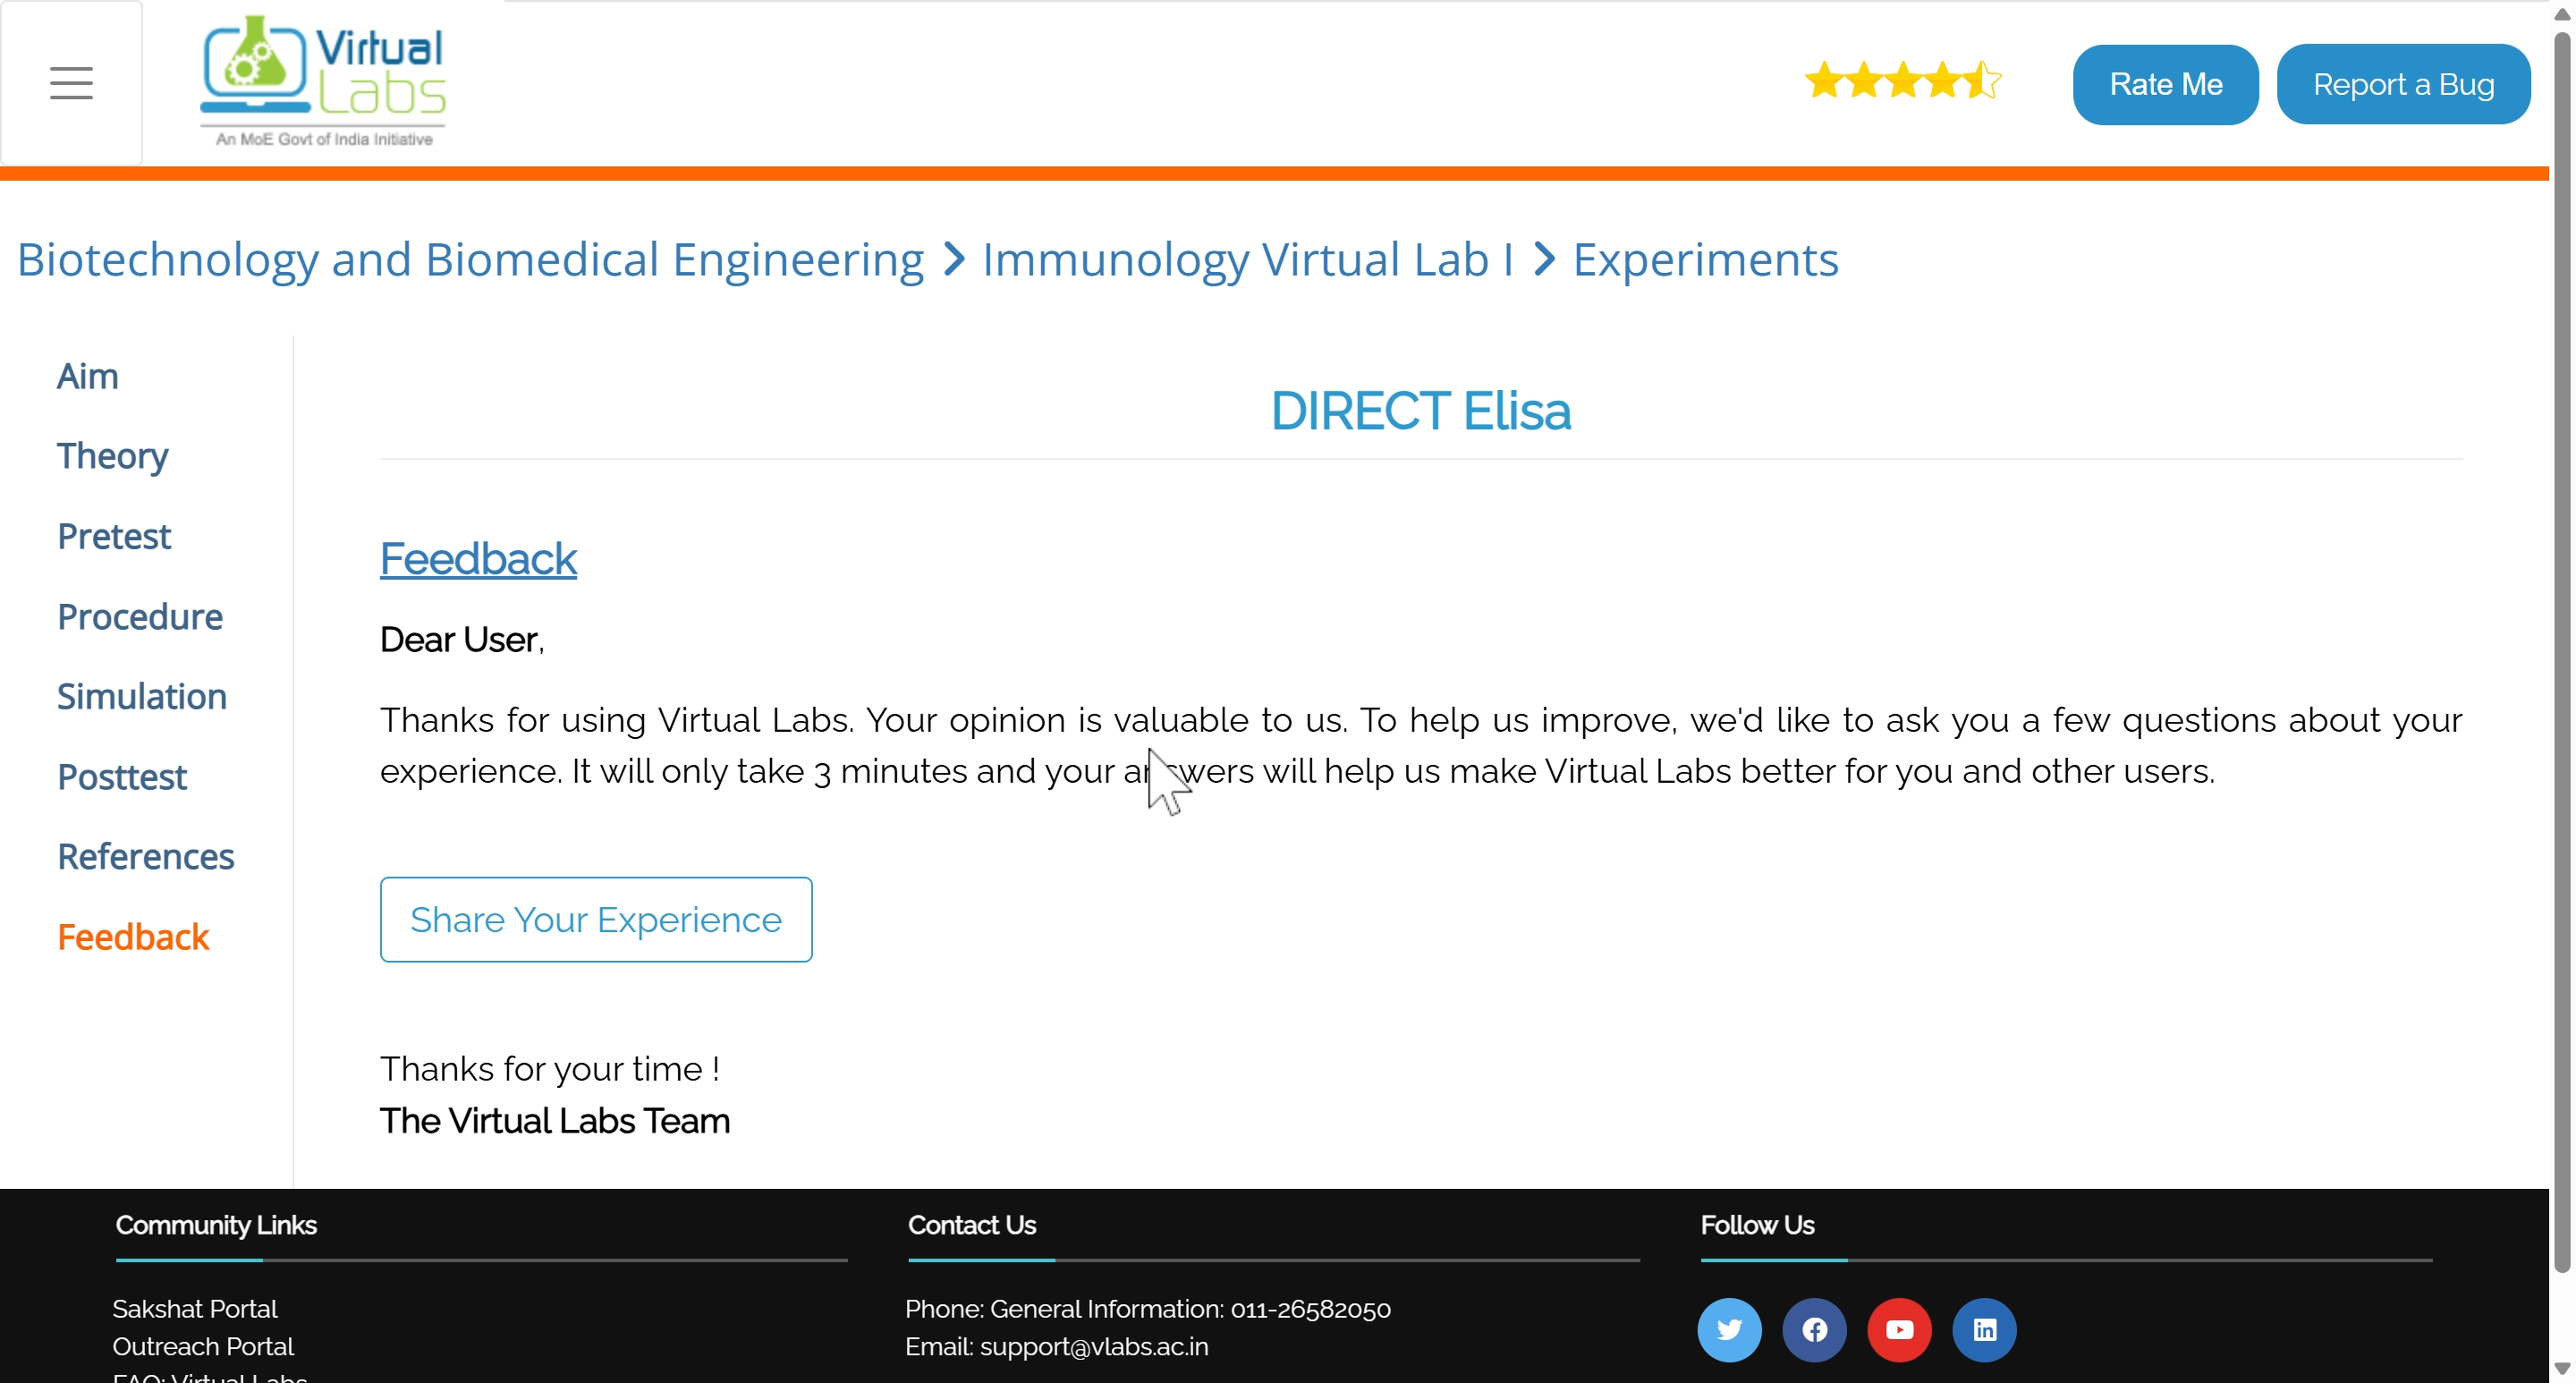 Virtual
Labs
An MoE Govt of India Initiative
Rate Me
Report a Bug
Biotechnology and Biomedical Engineering > Immunology Virtual Lab I > Experiments
Aim
Theory
Pretest
Procedure
Simulation
Posttest
References
Feedback
DIRECT Elisa
Feedback
Dear User,
Thanks for using Virtual Labs. Your opinion is valuable to us. To help us improve, we'd like to ask you a few questions about your
experience. It will only take 3 minutes and your answers will help us make Virtual Labs better for you and other users.
Share Your Experience
Thanks for your time !
The Virtual Labs Team
Community Links
Sakshat Portal
Outreach Portal
FAQ: Virtual Labs
Contact Us
Phone: General Information: 011-26582050
Email: support@vlabs.ac.in
Follow Us